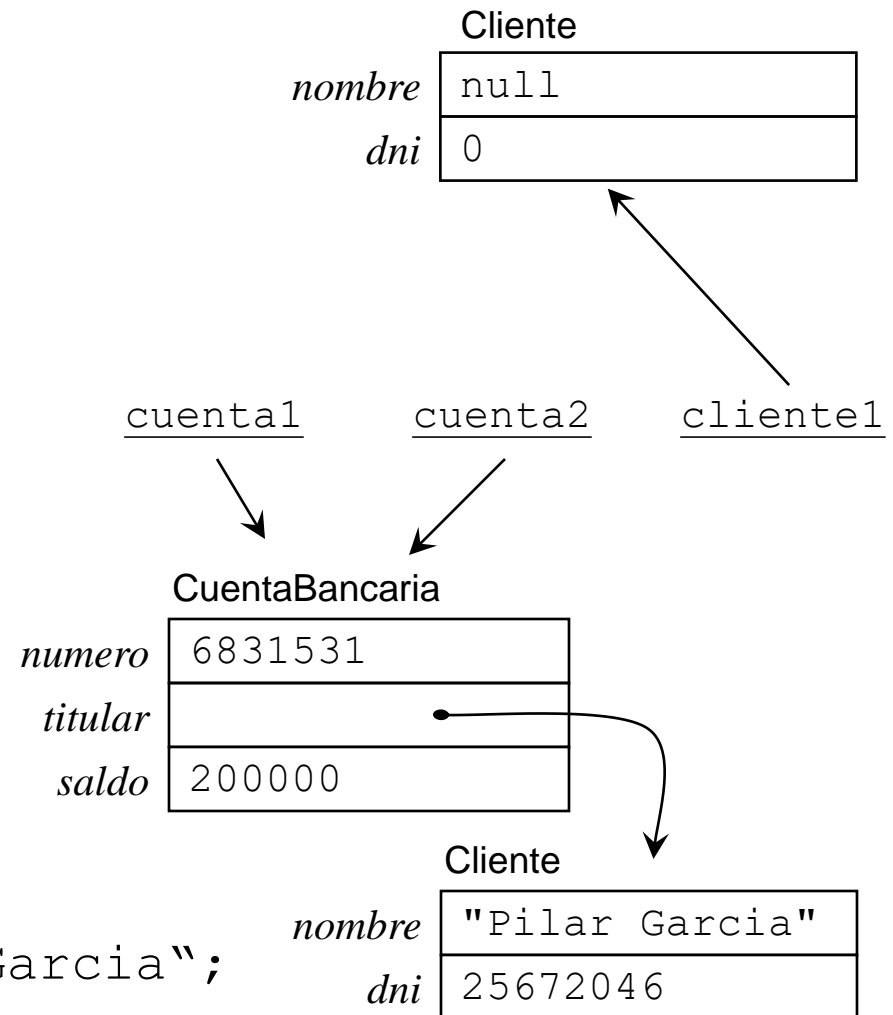 Cliente
nombre null
dni 0
cuenta1 cuenta2 cliente1
CuentaBancaria
numero 6831531
titular
saldo 200000
Cliente
nombre "Pilar Garcia"
Garcia‟;
dni 25672046